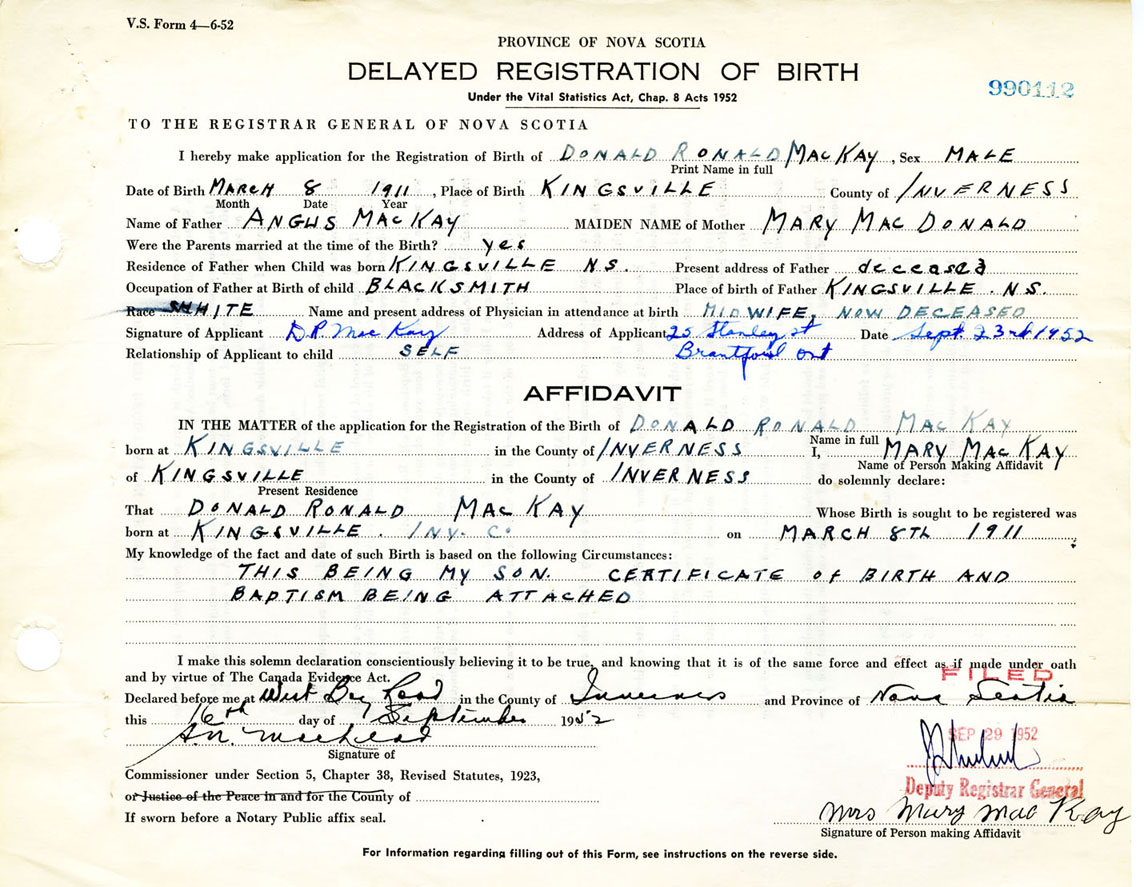 V.S. Form 4—6-52
PROVINCE OF NOVA SCOTIA
DELAYED REGISTRATION OF BIRTH
990112
Under the Vital Statistics Act, Chap. 8 Acts 1952
TO THE REGISTRAR GENERAL OF NOVA SCOTIA
I hereby make application for the Registration of Birth of DONALD RONALD MACKAY, Sex MALE
Print Name in full
Date of Birth MARCH 8 1911, Place of Birth KINGSVILLE County of INVERNESS
Month Date Year
Name of Father ANGUS MACKAY MAIDEN NAME of Mother MARY MACDONALD
Were the Parents married at the time of the Birth? yes
Residence of Father when Child was born KINGSVILLE N.S. Present address of Father deceased
Occupation of Father at Birth of child BLACKSMITH Place of birth of Father KINGSVILLE. N.S.
Race WHITE Name and present address of Physician in attendance at birth MIDWIFE, NOW DECEASED
Signature of Applicant D.R. MacKay Address of Applicant 25 Stanley st Date Sept. 23rd 1952
Relationship of Applicant to child SELF Brantford Ont
AFFIDAVIT
IN THE MATTER of the application for the Registration of the Birth of DONALD RONALD MACKAY
Name in full
born at KINGSVILLE in the County of INVERNESS I, MARY MACKAY
Name of Person Making Affidavit
of KINGSVILLE in the County of INVERNESS do solemnly declare:
Present Residence
That DONALD RONALD MACKAY Whose Birth is sought to be registered was
born at KINGSVILLE. INV. C. on MARCH 8TH 1911
My knowledge of the fact and date of such Birth is based on the following Circumstances:
THIS BEING MY SON. CERTIFICATE of BIRTH AND
BAPTISM BEING ATTACHED
I make this solemn declaration conscientiously believing it to be true, and knowing that it is of the same force and effect as if made under oath
and by virtue of The Canada Evidence Act.
FILED
Declared before me at West Bay Road in the County of Inverness and Province of Nova Scotia
this 16th day of September 1952
SEP 29 1952
Signature of
Commissioner under Section 5, Chapter 38, Revised Statutes, 1923,
Deputy Registrar General
or Justice of the Peace in and for the County of
Mrs Mary MacKay
If sworn before a Notary Public affix seal.
Signature of Person making Affidavit
For Information regarding filling out of this Form, see instructions on the reverse side.